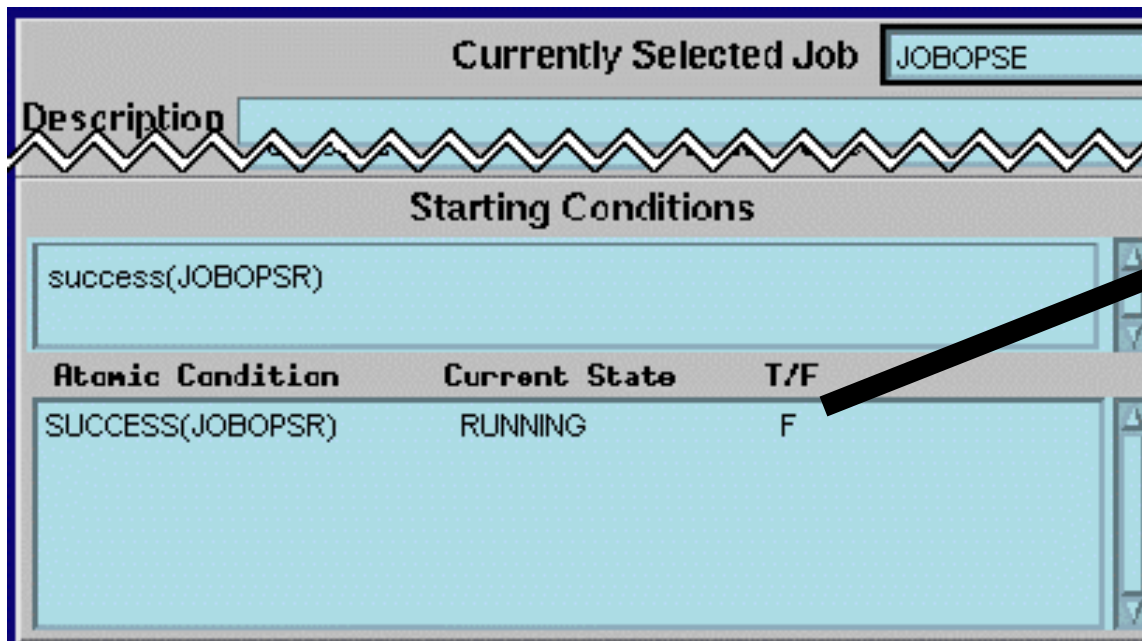 Currently Selected Job JOBOPSE
Description
Starting Conditions
success(JOBOPSR)
Atomic Condition Current State T/F
SUCCESS(JOBOPSR) RUNNING F